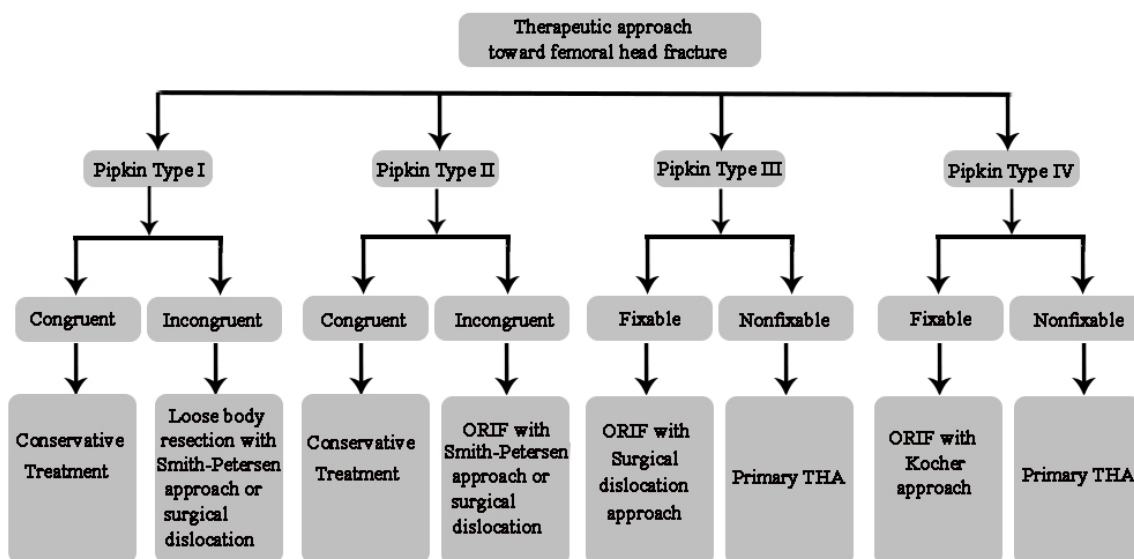 Therapeutic approach
toward femoral head fracture
Pipkin Type I
Pipkin Type II
Pipkin Type III
Pipkin Type IV
Congruent
Incongruent
Congruent
Incongruent
Fixable
Nonfixable
Fixable
Nonfixable
Conservative
Treatment
Loose body
resection with
Smith-Petersen
approach or
surgical
dislocation
Conservative
Treatment
ORIF with
Smith-Petersen
approach or
surgical
dislocation
ORIF with
Surgical
dislocation
approach
Primary THA
ORIF with
Kocher
approach
Primary THA